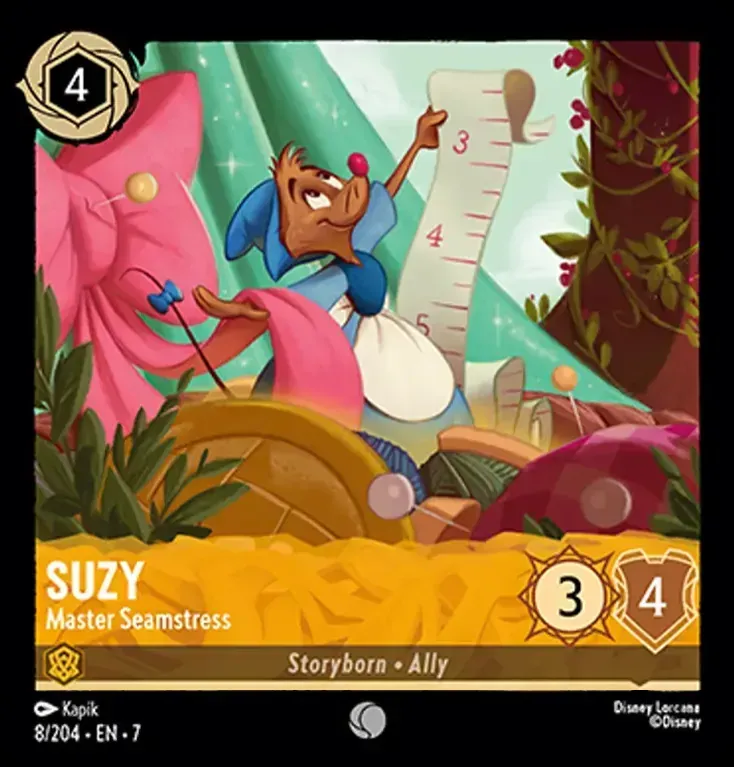 4
3
4
5
SUZY
Master Seamstress
3 4
Storyborn • Ally
Kapik
8/204 • EN • 7
Disney Lorcana
©Disney